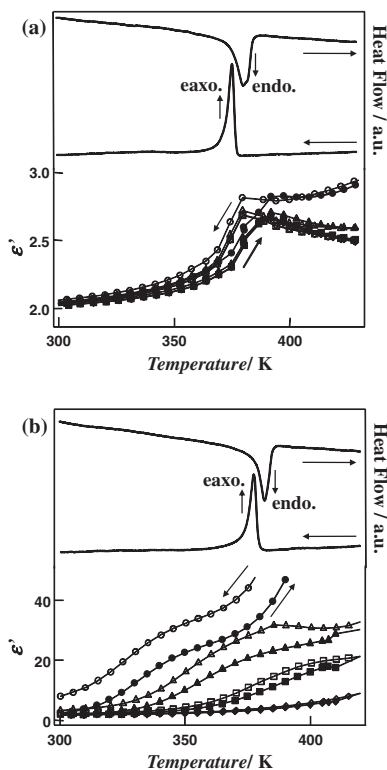 (a)
eaxo.
endo.
Heat Flow / a.u.
3.0
2.5
2.0
ε'
300
350
400
Temperature/ K
(b)
eaxo.
endo.
Heat Flow / a.u.
40
20
0
ε'
300
350
400
Temperature/ K